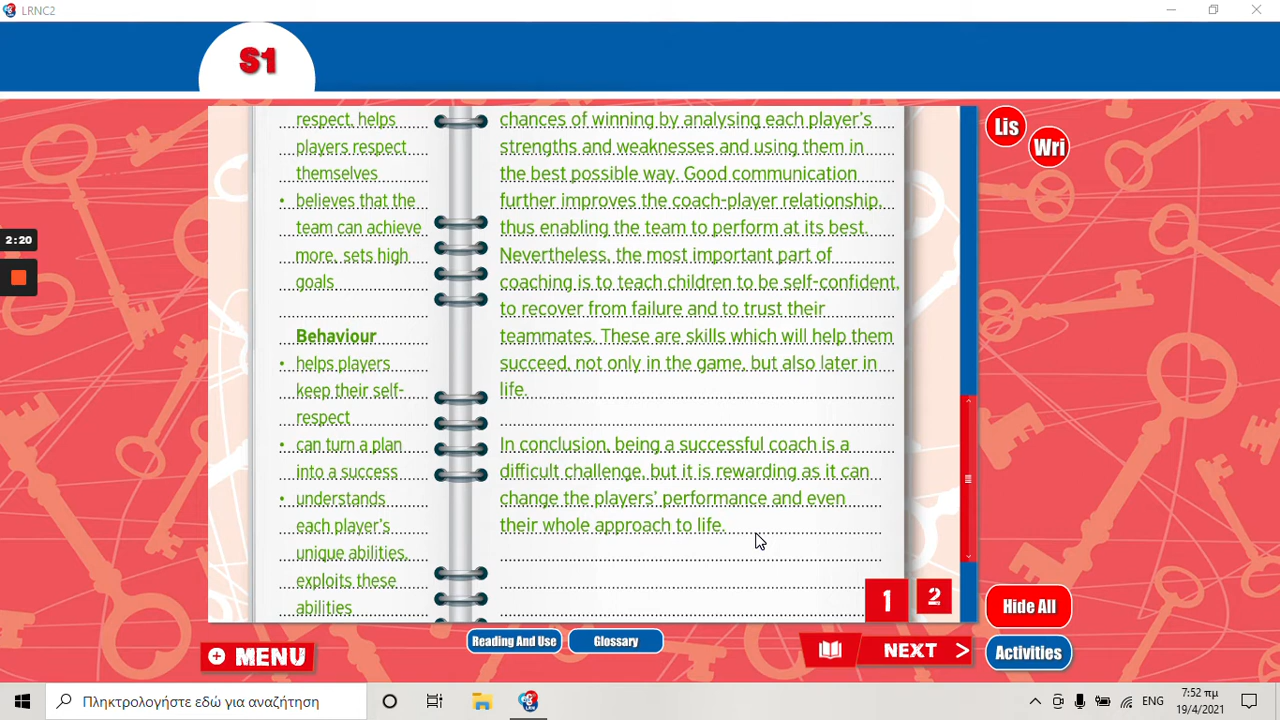 LRNC2
S1
Lis
Wri
2:20
respect, helps
players respect
themselves
• believes that the
team can achieve
more, sets high
goals
Behaviour
• helps players
keep their self-
respect
• can turn a plan
into a success
• understands
each player's
unique abilities,
exploits these
abilities
chances of winning by analysing each player's
strengths and weaknesses and using them in
the best possible way. Good communication
further improves the coach-player relationship,
thus enabling the team to perform at its best.
Nevertheless, the most important part of
coaching is to teach children to be self-confident,
to recover from failure and to trust their
teammates. These are skills which will help them
succeed, not only in the game, but also later in
life.
In conclusion, being a successful coach is a
difficult challenge, but it is rewarding as it can
change the players' performance and even
their whole approach to life.
1 2
Hide All
MENU
Reading And Use
Glossary
NEXT
Activities
Πληκτρολογήστε εδώ για αναζήτηση
ΕΝG
7:52 πμ
19/4/2021